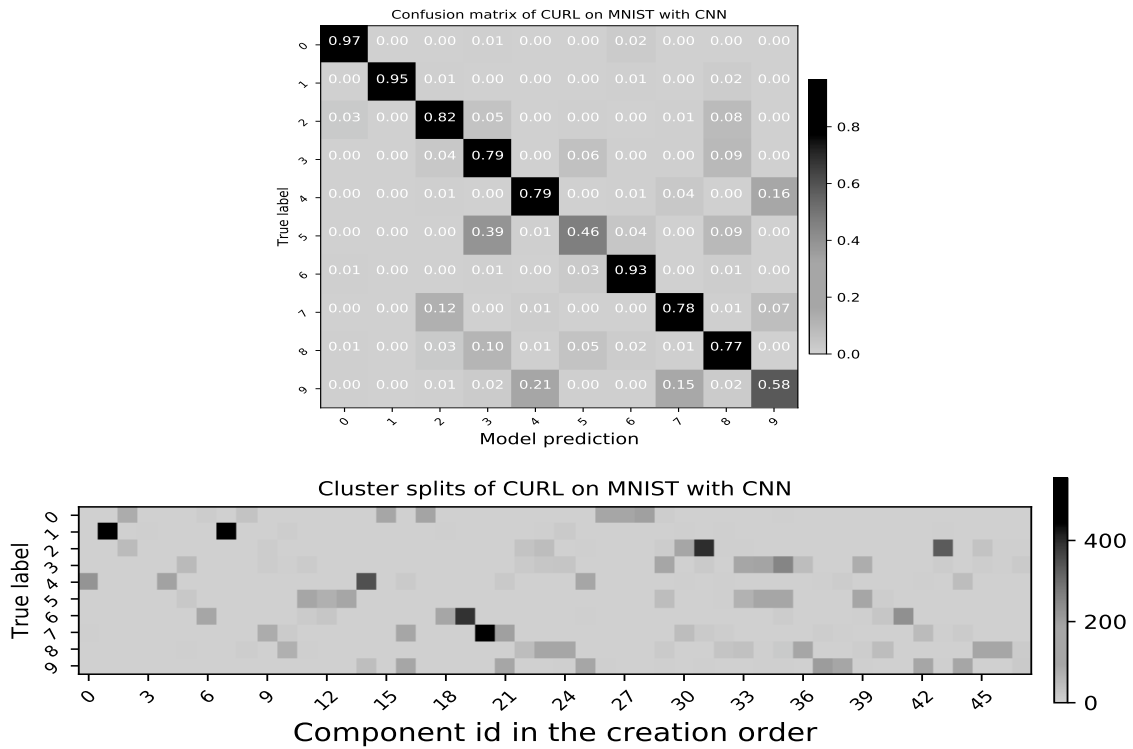 Confusion matrix of CURL on MNIST with CNN
0 0.97 0.00 0.00 0.01 0.00 0.00 0.02 0.00 0.00 0.00
1 0.00 0.95 0.01 0.00 0.00 0.00 0.01 0.00 0.02 0.00
2 0.03 0.00 0.82 0.05 0.00 0.00 0.00 0.01 0.08 0.00
3 0.00 0.00 0.04 0.79 0.00 0.06 0.00 0.00 0.09 0.00
4 0.00 0.00 0.01 0.00 0.79 0.00 0.01 0.04 0.00 0.16
5 0.00 0.00 0.00 0.39 0.01 0.46 0.04 0.00 0.09 0.00
6 0.01 0.00 0.00 0.01 0.00 0.03 0.93 0.00 0.01 0.00
7 0.00 0.00 0.12 0.00 0.01 0.00 0.00 0.78 0.01 0.07
8 0.01 0.00 0.03 0.10 0.01 0.05 0.02 0.01 0.77 0.00
9 0.00 0.00 0.01 0.02 0.21 0.00 0.00 0.15 0.02 0.58
True label
0 1 2 3 4 5 6 7 8 9
Model prediction
0.8
0.6
0.4
0.2
0.0
Cluster splits of CURL on MNIST with CNN
True label
0
1
2
3
4
5
6
7
8
9
0 3 6 9 12 15 18 21 24 27 30 33 36 39 42 45
Component id in the creation order
400
200
0